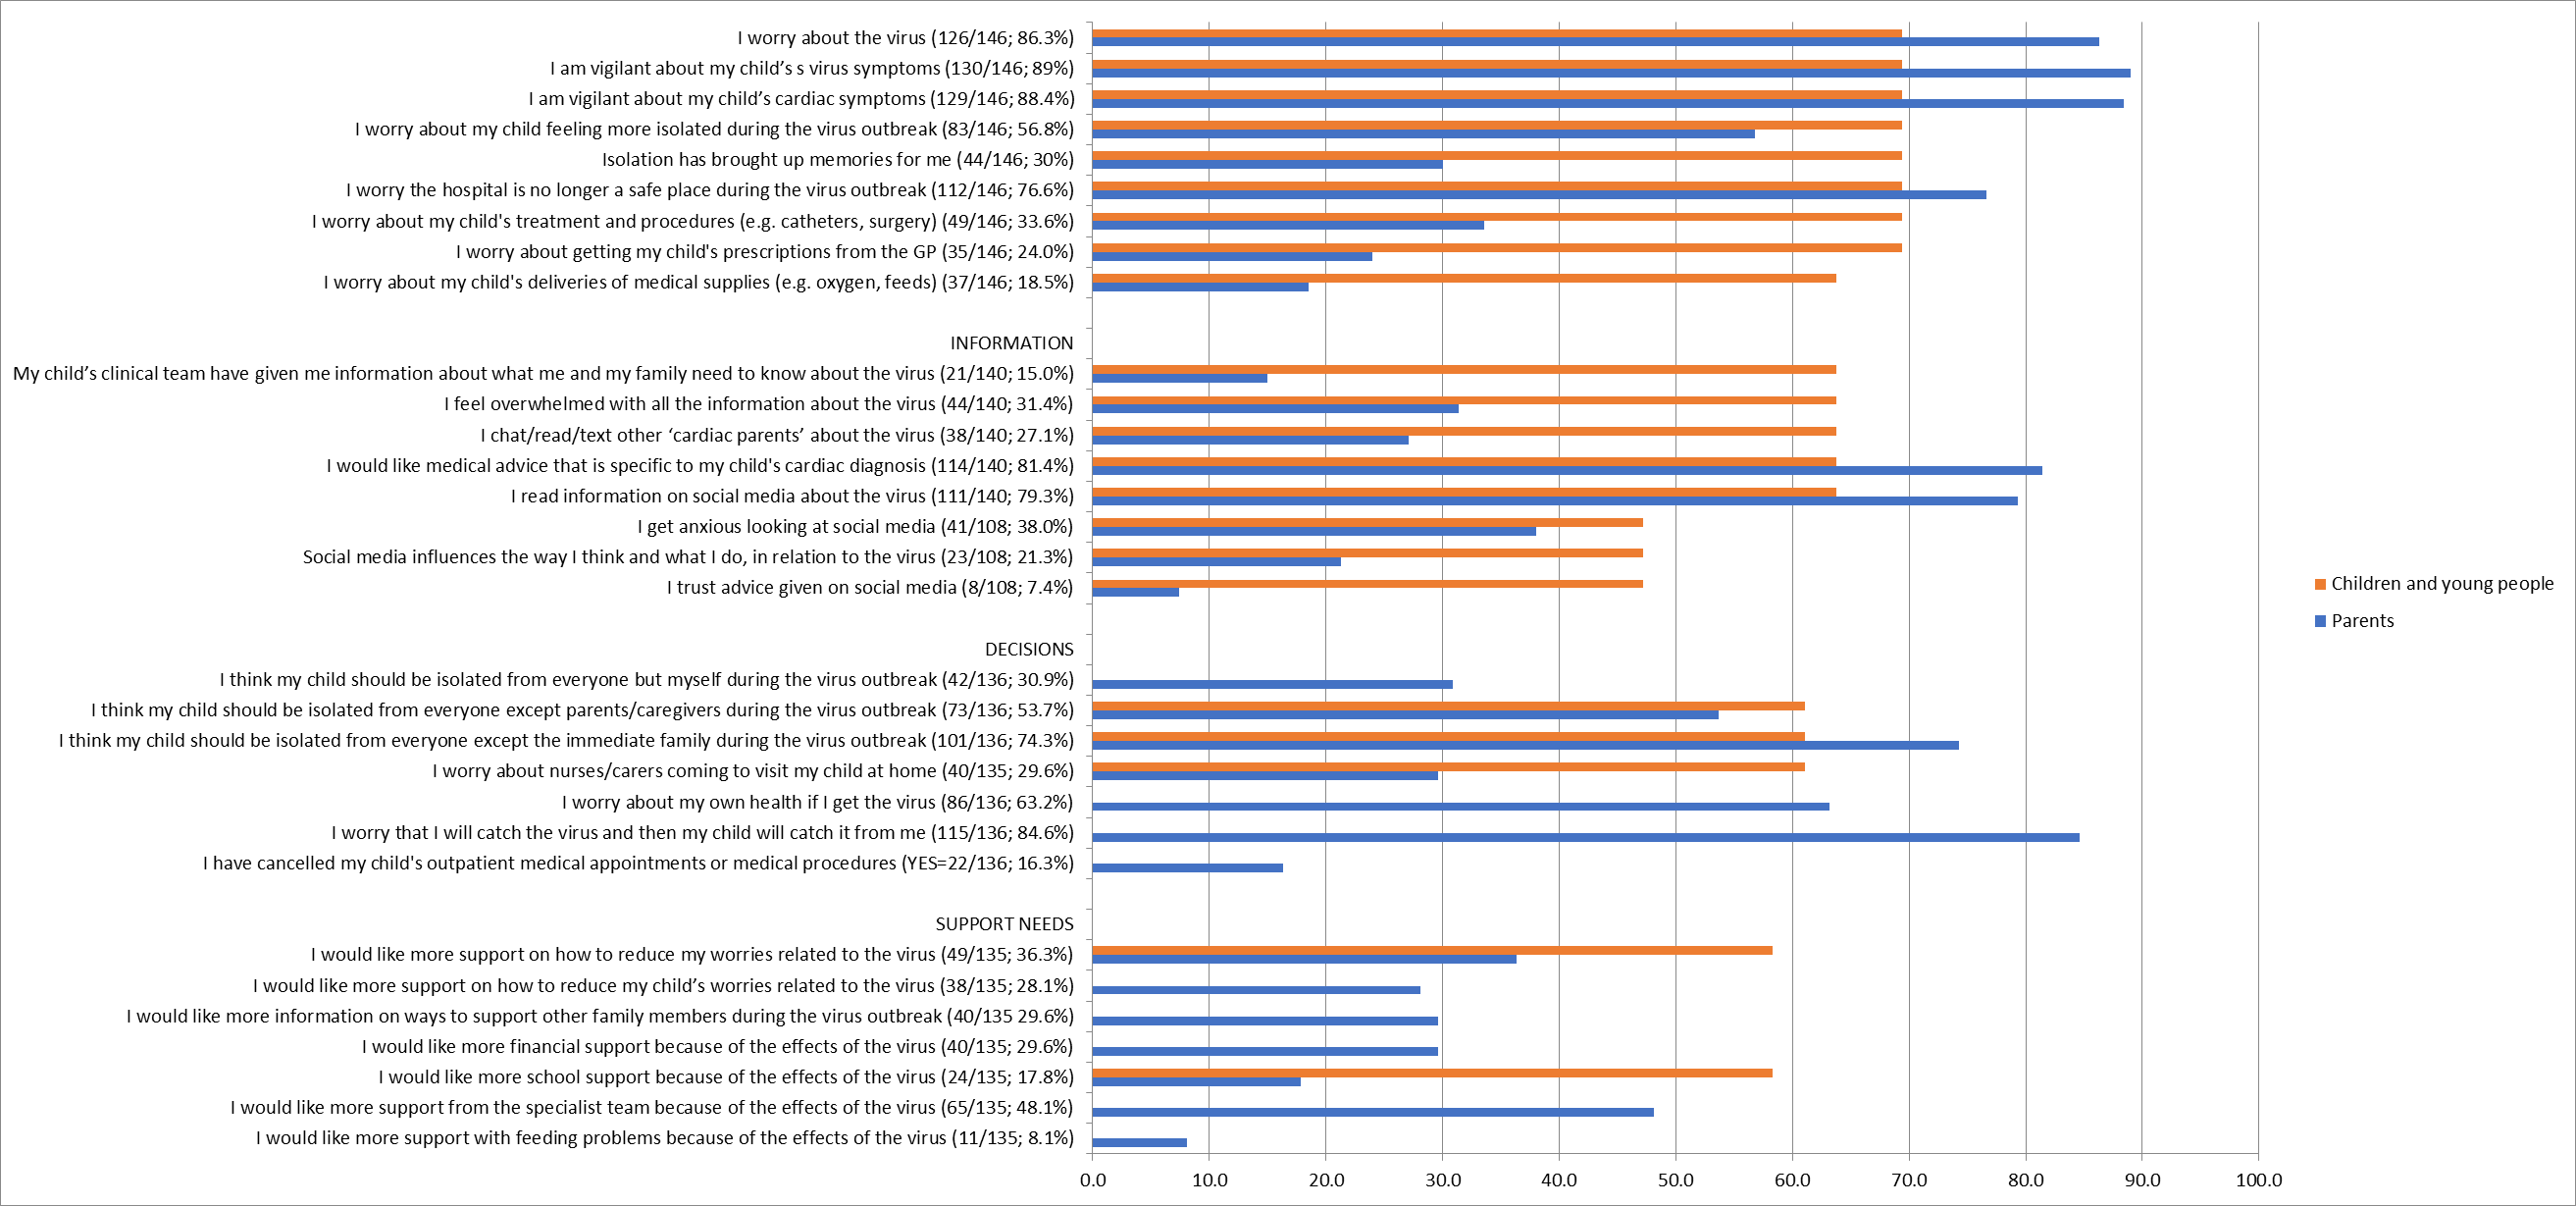 I worry about the virus (126/146; 86.3%)
I am vigilant about my child’s s virus symptoms (130/146; 89%)
I am vigilant about my child’s cardiac symptoms (129/146; 88.4%)
I worry about my child feeling more isolated during the virus outbreak (83/146; 56.8%)
Isolation has brought up memories for me (44/146; 30%)
I worry the hospital is no longer a safe place during the virus outbreak (112/146; 76.6%)
I worry about my child's treatment and procedures (e.g. catheters, surgery) (49/146; 33.6%)
I worry about getting my child's prescriptions from the GP (35/146; 24.0%)
I worry about my child's deliveries of medical supplies (e.g. oxygen, feeds) (37/146; 18.5%)
INFORMATION
My child’s clinical team have given me information about what me and my family need to know about the virus (21/140; 15.0%)
I feel overwhelmed with all the information about the virus (44/140; 31.4%)
I chat/read/text other ‘cardiac parents’ about the virus (38/140; 27.1%)
I would like medical advice that is specific to my child's cardiac diagnosis (114/140; 81.4%)
I read information on social media about the virus (111/140; 79.3%)
I get anxious looking at social media (41/108; 38.0%)
Social media influences the way I think and what I do, in relation to the virus (23/108; 21.3%)
I trust advice given on social media (8/108; 7.4%)
DECISIONS
I think my child should be isolated from everyone but myself during the virus outbreak (42/136; 30.9%)
I think my child should be isolated from everyone except parents/caregivers during the virus outbreak (73/136; 53.7%)
I think my child should be isolated from everyone except the immediate family during the virus outbreak (101/136; 74.3%)
I worry about nurses/carers coming to visit my child at home (40/135; 29.6%)
I worry about my own health if I get the virus (86/136; 63.2%)
I worry that I will catch the virus and then my child will catch it from me (115/136; 84.6%)
I have cancelled my child's outpatient medical appointments or medical procedures (YES=22/136; 16.3%)
SUPPORT NEEDS
I would like more support on how to reduce my worries related to the virus (49/135; 36.3%)
I would like more support on how to reduce my child’s worries related to the virus (38/135; 28.1%)
I would like more information on ways to support other family members during the virus outbreak (40/135 29.6%)
I would like more financial support because of the effects of the virus (40/135; 29.6%)
I would like more school support because of the effects of the virus (24/135; 17.8%)
I would like more support from the specialist team because of the effects of the virus (65/135; 48.1%)
I would like more support with feeding problems because of the effects of the virus (11/135; 8.1%)
0.0 10.0 20.0 30.0 40.0 50.0 60.0 70.0 80.0 90.0 100.0
Children and young people
Parents